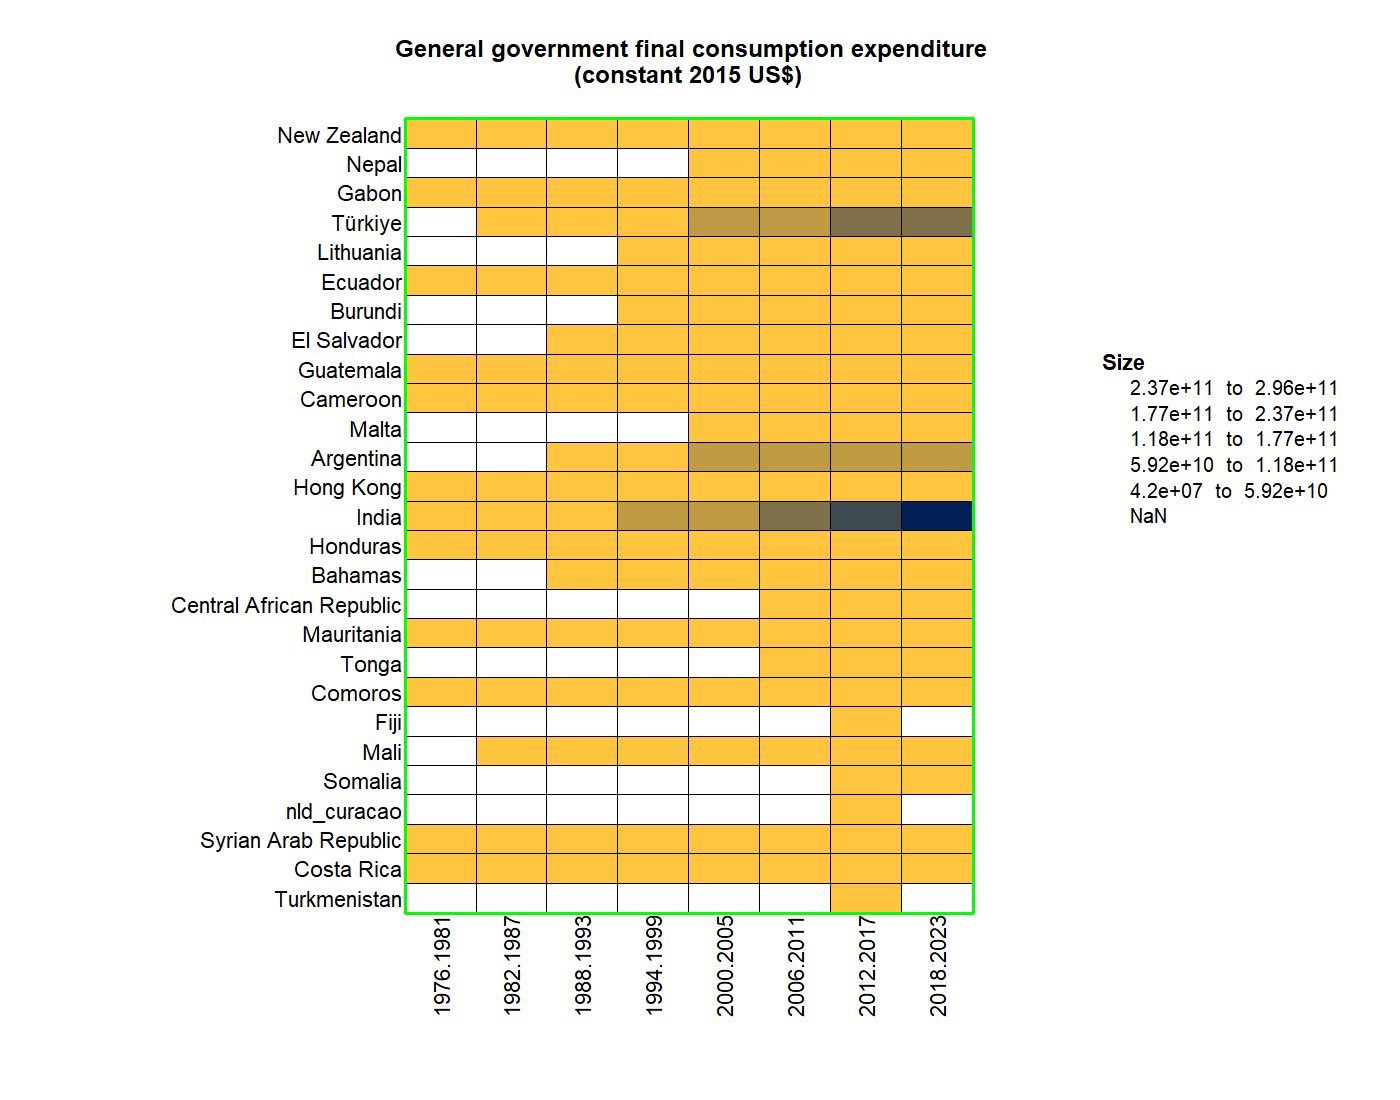 General government final consumption expenditure
(constant 2015 US$)
New Zealand
Nepal
Gabon
Türkiye
Lithuania
Ecuador
Burundi
El Salvador
Guatemala
Cameroon
Malta
Argentina
Hong Kong
India
Honduras
Bahamas
Central African Republic
Mauritania
Tonga
Comoros
Fiji
Mali
Somalia
nld_curacao
Syrian Arab Republic
Costa Rica
Turkmenistan
1976.1981
1982.1987
1988.1993
1994.1999
2000.2005
2006.2011
2012.2017
2018.2023
Size
2.37e+11 to 2.96e+11
1.77e+11 to 2.37e+11
1.18e+11 to 1.77e+11
5.92e+10 to 1.18e+11
4.2e+07 to 5.92e+10
NaN